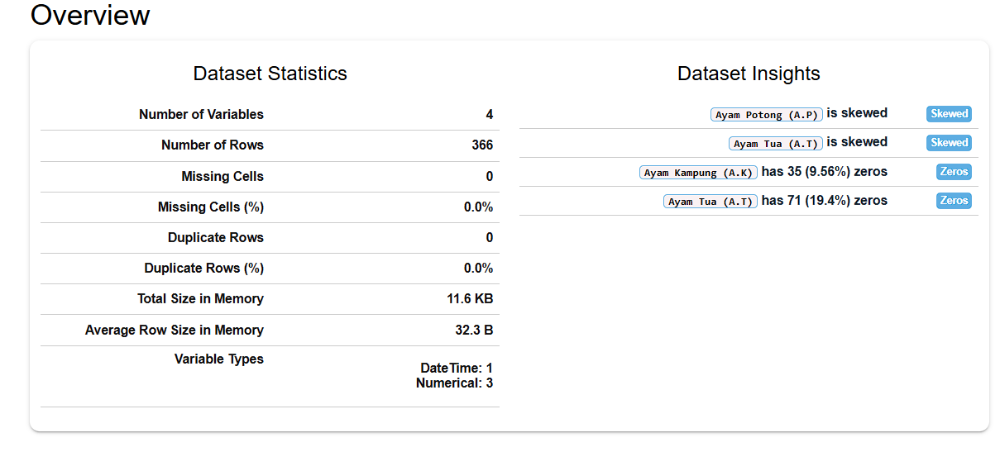 Overview
Dataset Statistics
Number of Variables 4
Number of Rows 366
Missing Cells 0
Missing Cells (%) 0.0%
Duplicate Rows 0
Duplicate Rows (%) 0.0%
Total Size in Memory 11.6 KB
Average Row Size in Memory 32.3 B
Variable Types
DateTime: 1
Numerical: 3
Dataset Insights
Ayam Potong (A.P) is skewed Skewed
Ayam Tua (A.T) is skewed Skewed
Ayam Kampung (A.K) has 35 (9.56%) zeros Zeros
Ayam Tua (A.T) has 71 (19.4%) zeros Zeros